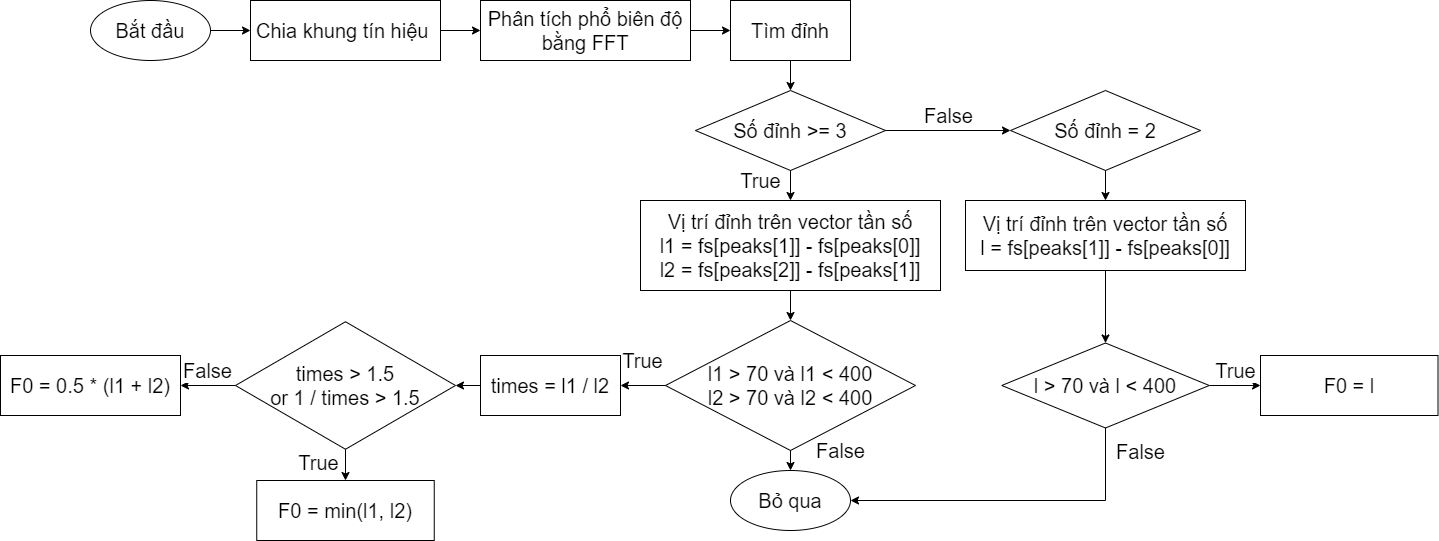 Bắt đầu
Chia khung tín hiệu
Phân tích phổ biên độ
bằng FFT
Tìm đỉnh
Số đỉnh >= 3
False
Số đỉnh = 2
True
Vị trí đỉnh trên vector tần số
l1 = fs[peaks[1]] - fs[peaks[0]]
l2 = fs[peaks[2]] - fs[peaks[1]]
Vị trí đỉnh trên vector tần số
l = fs[peaks[1]] - fs[peaks[0]]
F0 = 0.5 * (l1 + l2)
False
times > 1.5
or 1 / times > 1.5
times = l1 / l2
True
l1 > 70 và l1 < 400
l2 > 70 và l2 < 400
l > 70 và l < 400
True
F0 = l
True
False
False
F0 = min(l1, l2)
Bỏ qua